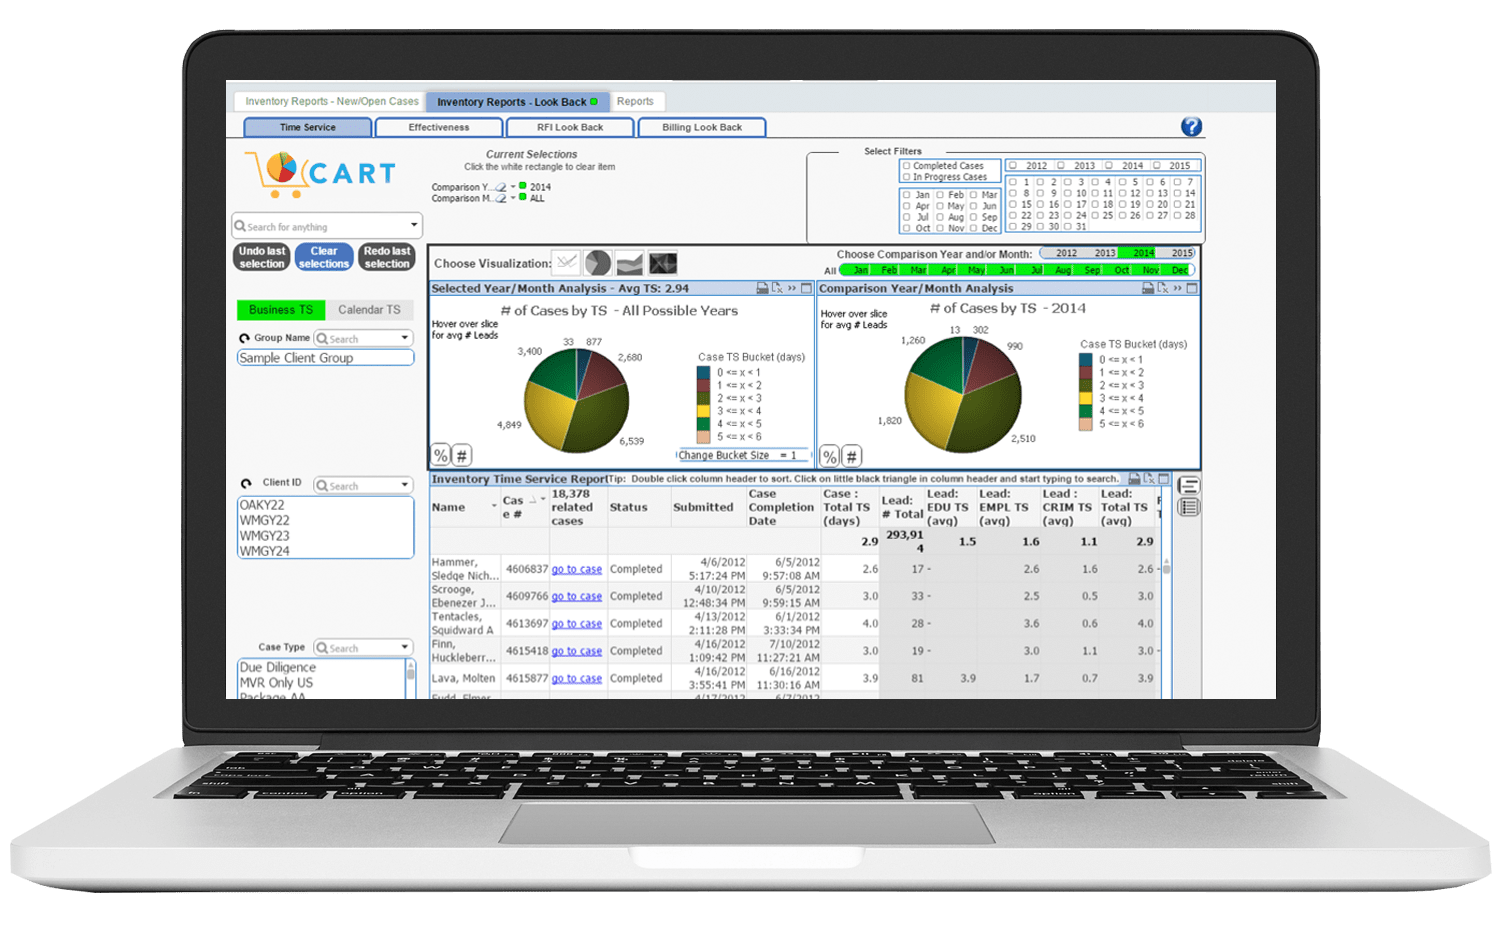 Inventory Reports - New/Open Cases
Inventory Reports - Look Back
Reports
Time Service
Effectiveness
RFI Look Back
Billing Look Back
?
CART
Current Selections
Click the white rectangle to clear item
Comparison Y... 2014
Comparison M... ALL
Select Filters
Completed Cases
In Progress Cases
2012 2013 2014 2015
Jan Feb Mar
Apr May Jun
Jul Aug Sep
Oct Nov Dec
1 2 3 4 5 6 7
8 9 10 11 12 13 14
15 16 17 18 19 20 21
22 23 24 25 26 27 28
29 30 31
Search for anything
Undo last selection
Clear selections
Redo last selection
Business TS
Calendar TS
Group Name
Search
Sample Client Group
Client ID
Search
OAKY22
WMGY22
WMGY23
WMGY24
Case Type
Search
Due Diligence
MVR Only US
Package AA
Choose Visualization:
Choose Comparison Year and/or Month:
2012 2013 2014 2015
All Jan Feb Mar Apr May Jun Jul Aug Sep Oct Nov Dec
Selected Year/Month Analysis - Avg TS: 2.94
# of Cases by TS - All Possible Years
Hover over slice
for avg # Leads
33 877
3,400
2,680
4,849
6,539
Case TS Bucket (days)
0 <= x < 1
1 <= x < 2
2 <= x < 3
3 <= x < 4
4 <= x < 5
5 <= x < 6
% #
Change Bucket Size = 1
Comparison Year/Month Analysis
# of Cases by TS - 2014
Hover over slice
for avg # Leads
13 302
1,260
990
1,820
2,510
Case TS Bucket (days)
0 <= x < 1
1 <= x < 2
2 <= x < 3
3 <= x < 4
4 <= x < 5
5 <= x < 6
% #
Inventory Time Service Report
Tip: Double click column header to sort. Click on little black triangle in column header and start typing to search.
Name
Cas
e #
18,378
related
cases
Status
Submitted
Case
Completion
Date
Case :
Total TS
(days)
Lead:
# Total
Lead:
EDU TS
(avg)
Lead:
EMPL TS
(avg)
Lead :
CRIM TS
(avg)
Lead:
Total TS
(avg)
2.9 293,91 1.5 1.6 1.1 2.9
4
Hammer, 4/6/2012 6/5/2012
Sledge Nich... 4606837 go to case Completed 5:17:24 PM 9:57:08 AM 2.6 17 - 2.6 1.6 2.6 -
Scrooge, 4/10/2012 6/5/2012
Ebenezer J... 4609766 go to case Completed 12:48:34 PM 9:59:15 AM 3.0 33 - 2.5 0.5 3.0
Tentacles, 4/13/2012 6/1/2012
Squidward A 4613697 go to case Completed 2:11:28 PM 3:33:34 PM 4.0 28 - 3.6 0.6 4.0
Finn, 4/16/2012 7/10/2012
Huckleberr... 4615418 go to case Completed 1:09:42 PM 11:27:21 AM 3.0 19 - 3.0 1.1 3.0 -
Lava, Molten 4615877 go to case Completed 4/16/2012 3:55:41 PM 6/16/2012 11:30:16 AM 3.9 81 3.9 1.7 0.7 3.9
Fudd, Elmer 4/17/2012 6/7/2012